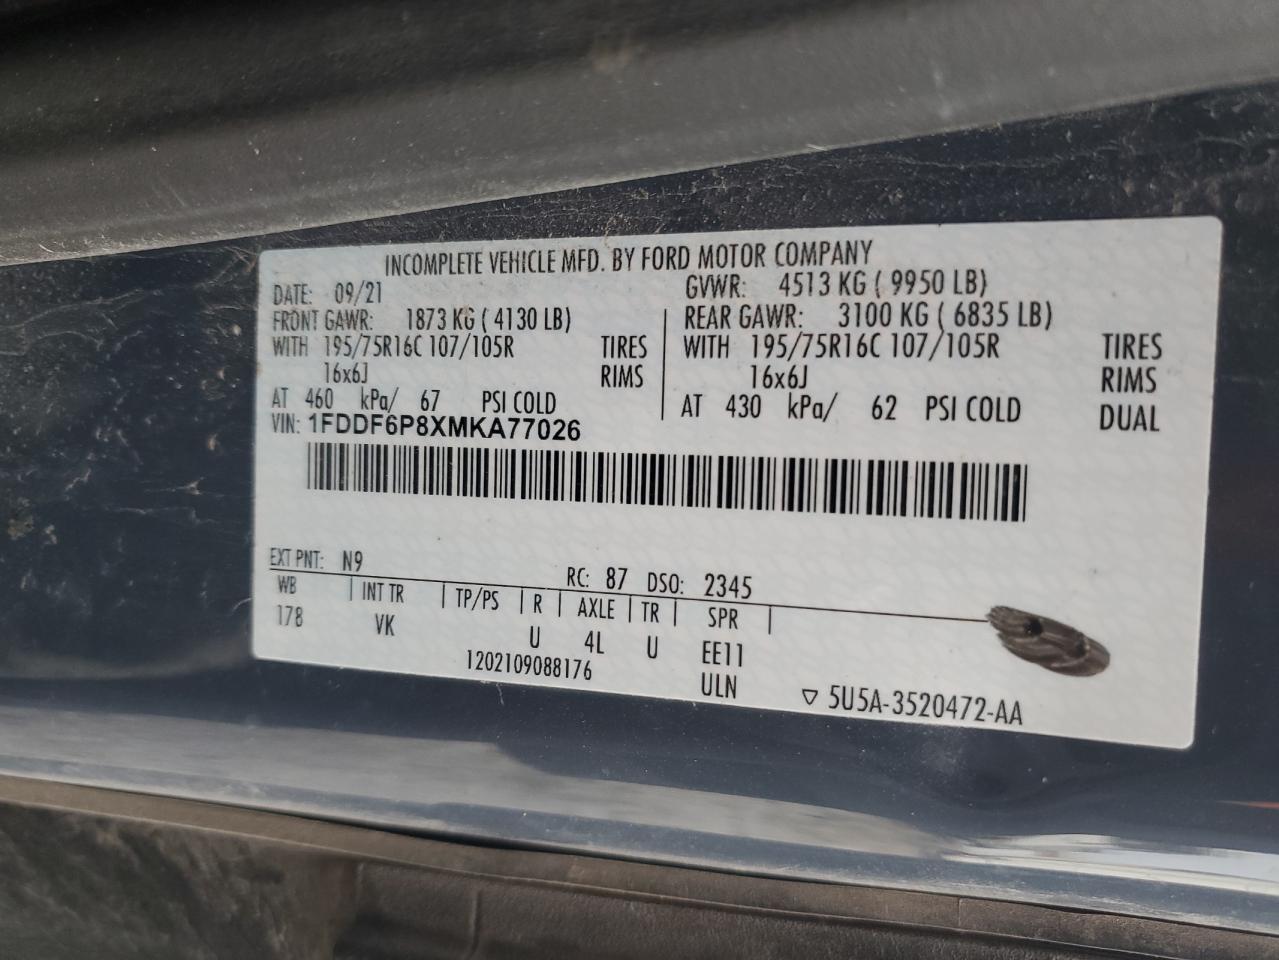 INCOMPLETE VEHICLE MFD. BY FORD MOTOR COMPANY
DATE: 09/21 GVWR: 4513 KG ( 9950 LB)
FRONT GAWR: 1873 KG ( 4130 LB) REAR GAWR: 3100 KG ( 6835 LB)
WITH 195/75R16C 107/105R TIRES WITH 195/75R16C 107/105R TIRES
16x6J RIMS 16x6J RIMS
AT 460 kPa/ 67 PSI COLD AT 430 kPa/ 62 PSI COLD DUAL
VIN: 1FDDF6P8XMKA77026
EXT PNT: N9 RC: 87 DSO: 2345
WB INT TR TP/PS R AXLE TR SPR
178 VK U 4L U EE11
1202109088176 ULN ▽ 5U5A-3520472-AA